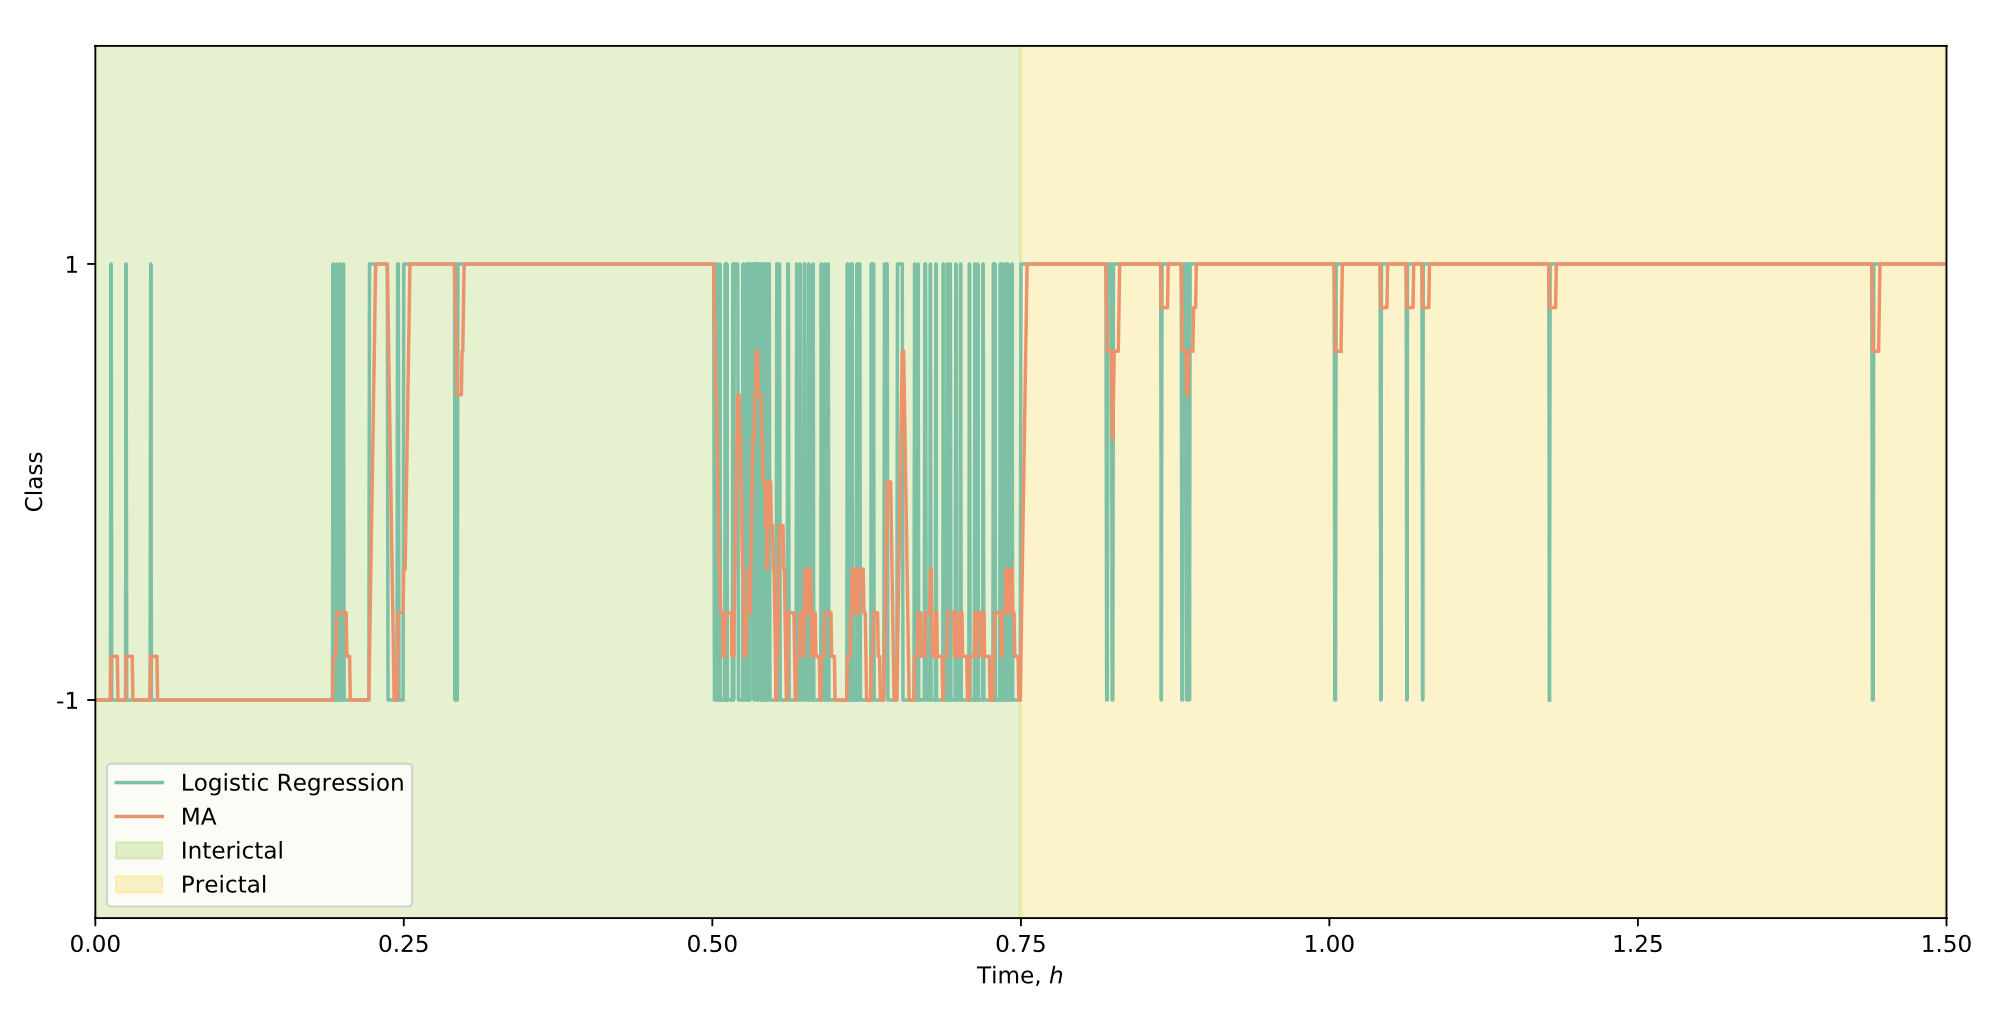 Class
1
-1
Logistic Regression
MA
Interictal
Preictal
0.00 0.25 0.50 0.75 1.00 1.25 1.50
Time, h